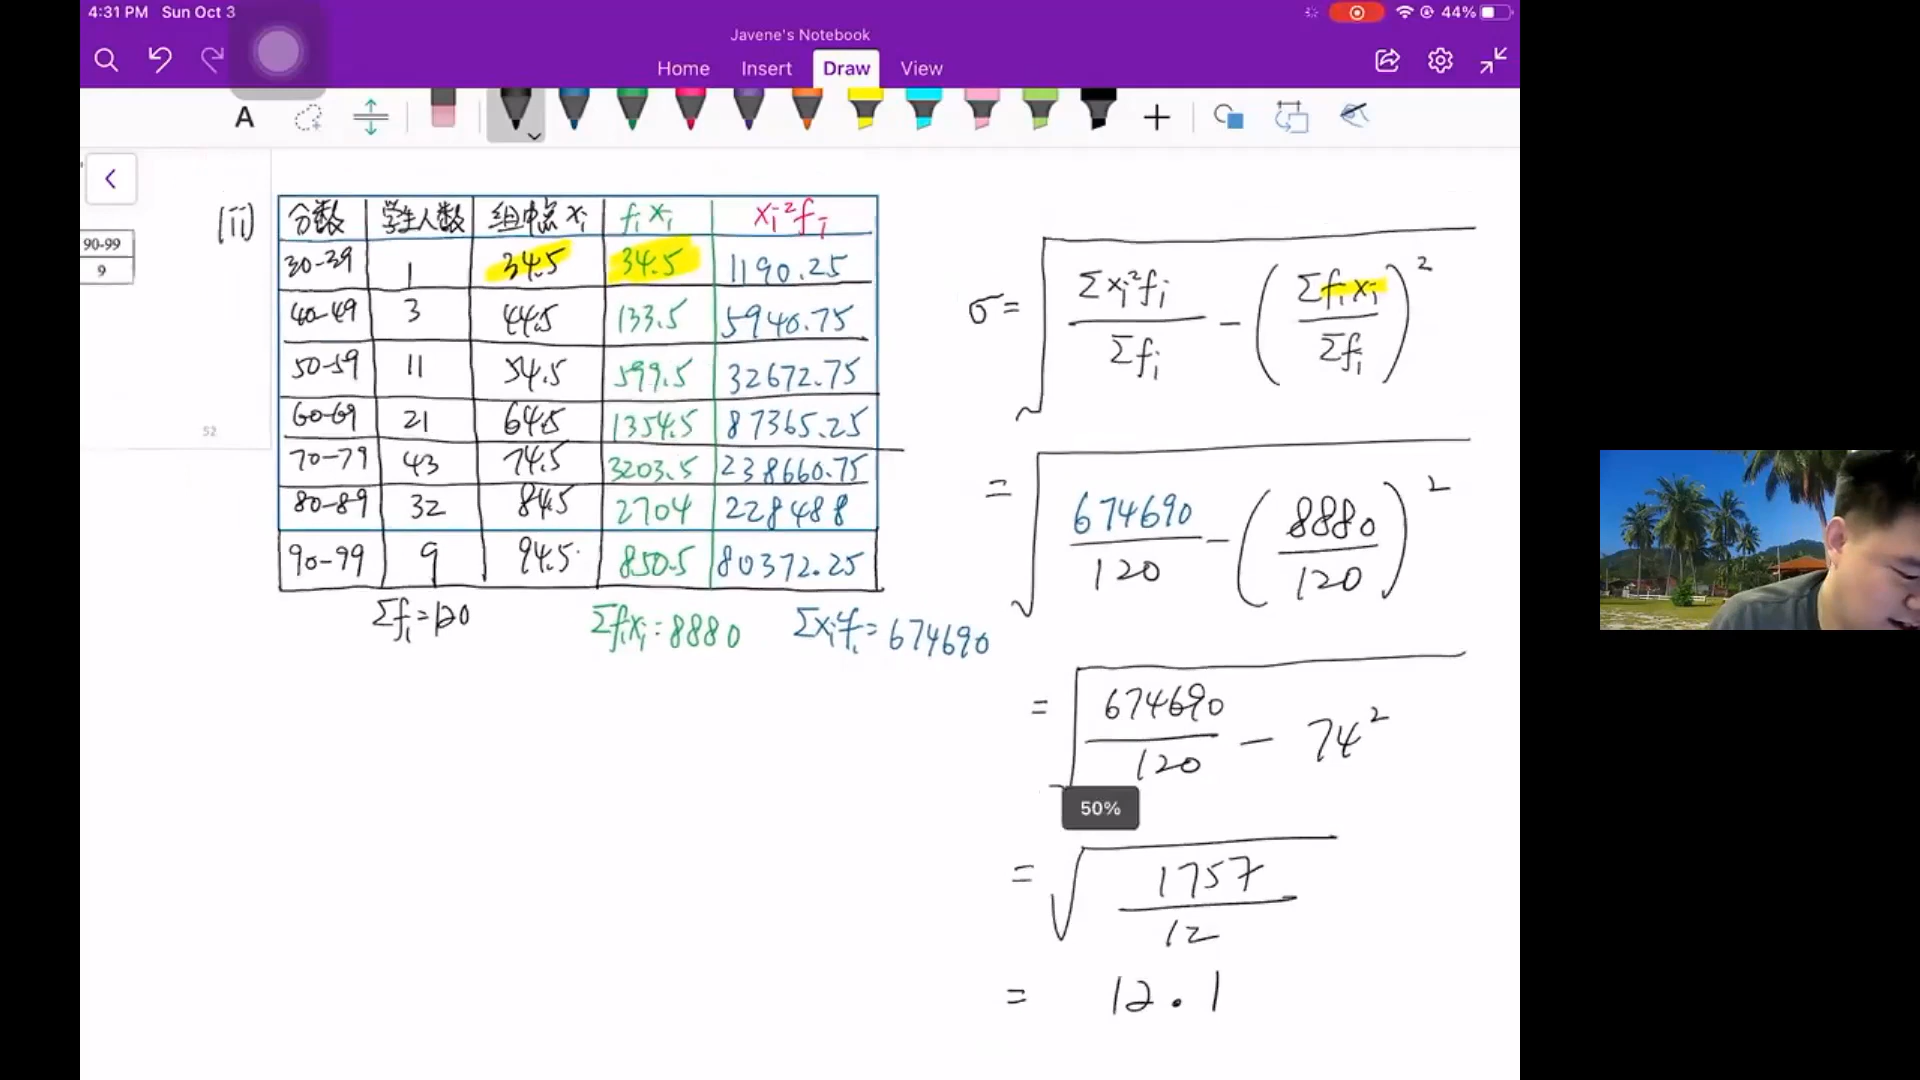 4:31 PM Sun Oct 3
44%
Javene's Notebook
Home Insert Draw View
A
90-99
9
52
(ii)
分数 学生人数 组中点 xᵢ fᵢxᵢ xᵢ²fᵢ
30-39 1 34.5 34.5 1190.25
40-49 3 44.5 133.5 5940.75
50-59 11 54.5 599.5 32672.75
60-69 21 64.5 1354.5 87365.25
70-79 43 74.5 3203.5 238660.75
80-89 32 84.5 2704 228488
90-99 9 94.5 850.5 80372.25
Σfᵢ=120 Σfᵢxᵢ=8880 Σxᵢ²fᵢ=674690
σ = √(Σxᵢ²fᵢ/Σfᵢ − (Σfᵢxᵢ/Σfᵢ)²)
= √(674690/120 − (8880/120)²)
= √(674690/120 − 74²)
50%
= √(1757/12)
= 12.1